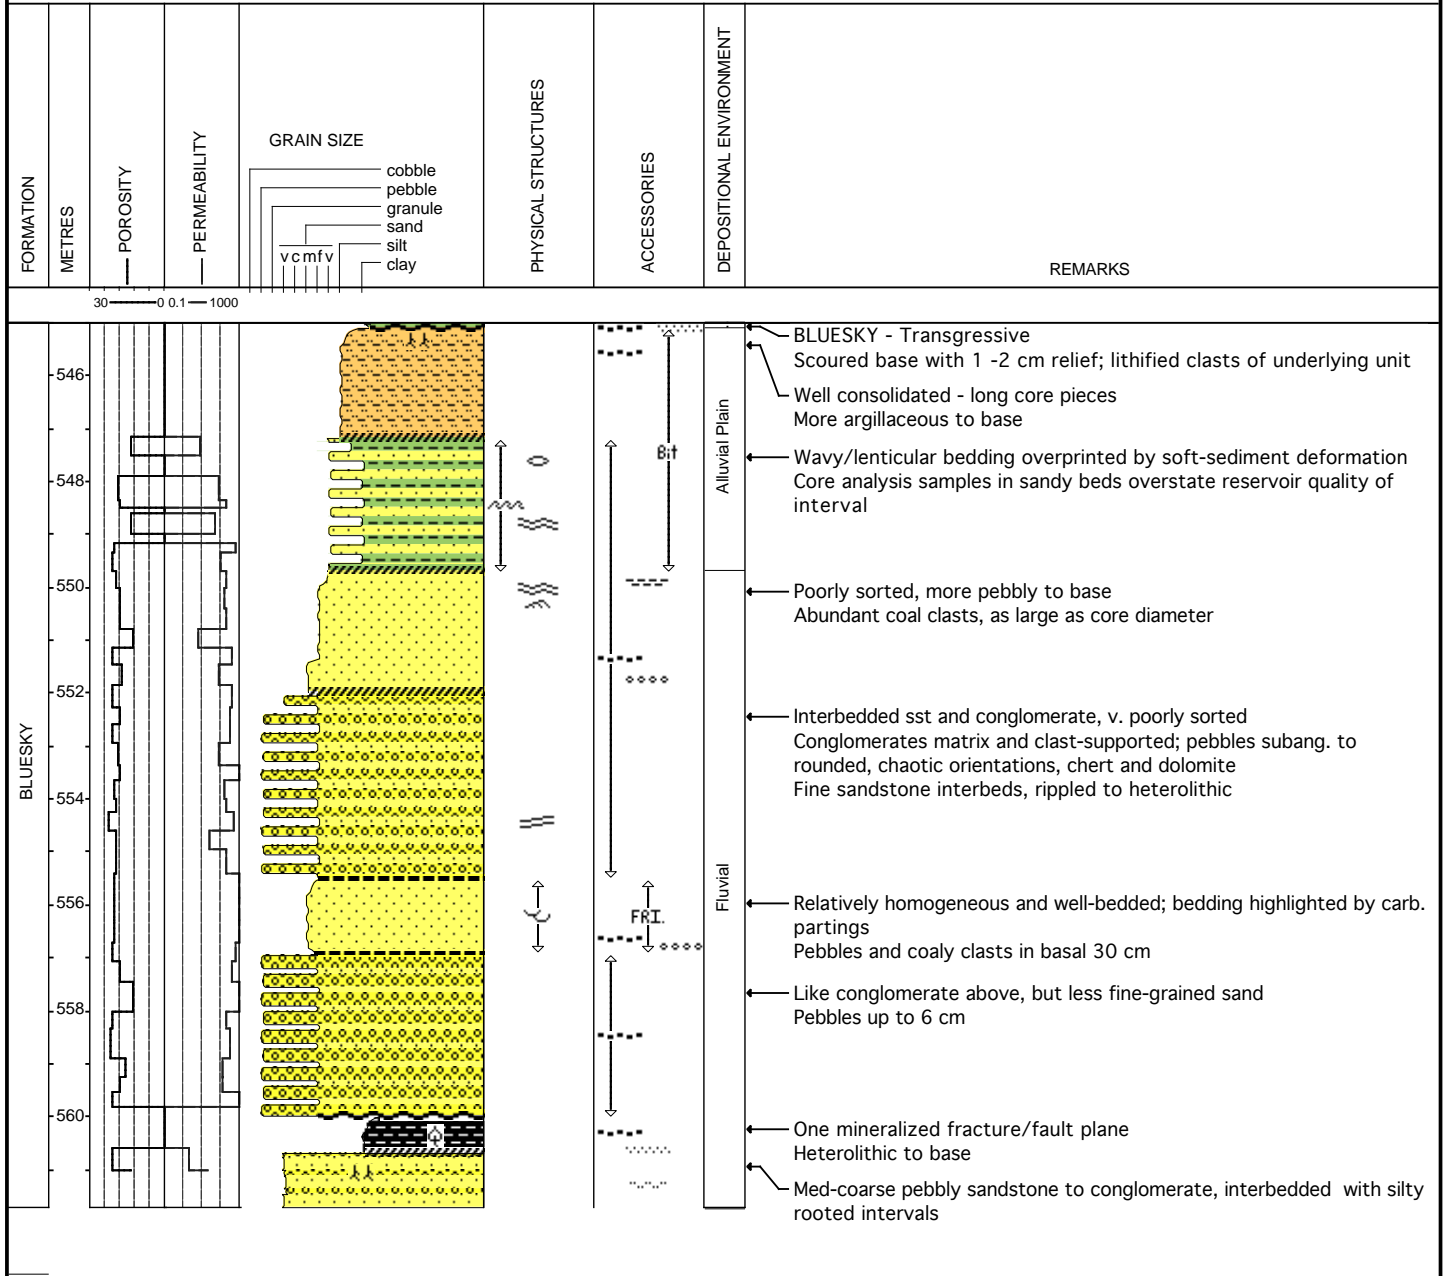 FORMATION
METRES
POROSITY
PERMEABILITY
GRAIN SIZE
cobble
pebble
granule
sand
silt
clay
v c m f v
PHYSICAL STRUCTURES
ACCESSORIES
DEPOSITIONAL ENVIRONMENT
REMARKS
30 0 0.1 1000
BLUESKY
546
548
550
552
554
556
558
560
Bit
FRI.
Alluvial Plain
Fluvial
BLUESKY - Transgressive
Scoured base with 1 -2 cm relief; lithified clasts of underlying unit
Well consolidated - long core pieces
More argillaceous to base
Wavy/lenticular bedding overprinted by soft-sediment deformation
Core analysis samples in sandy beds overstate reservoir quality of
interval
Poorly sorted, more pebbly to base
Abundant coal clasts, as large as core diameter
Interbedded sst and conglomerate, v. poorly sorted
Conglomerates matrix and clast-supported; pebbles subang. to
rounded, chaotic orientations, chert and dolomite
Fine sandstone interbeds, rippled to heterolithic
Relatively homogeneous and well-bedded; bedding highlighted by carb.
partings
Pebbles and coaly clasts in basal 30 cm
Like conglomerate above, but less fine-grained sand
Pebbles up to 6 cm
One mineralized fracture/fault plane
Heterolithic to base
Med-coarse pebbly sandstone to conglomerate, interbedded with silty
rooted intervals